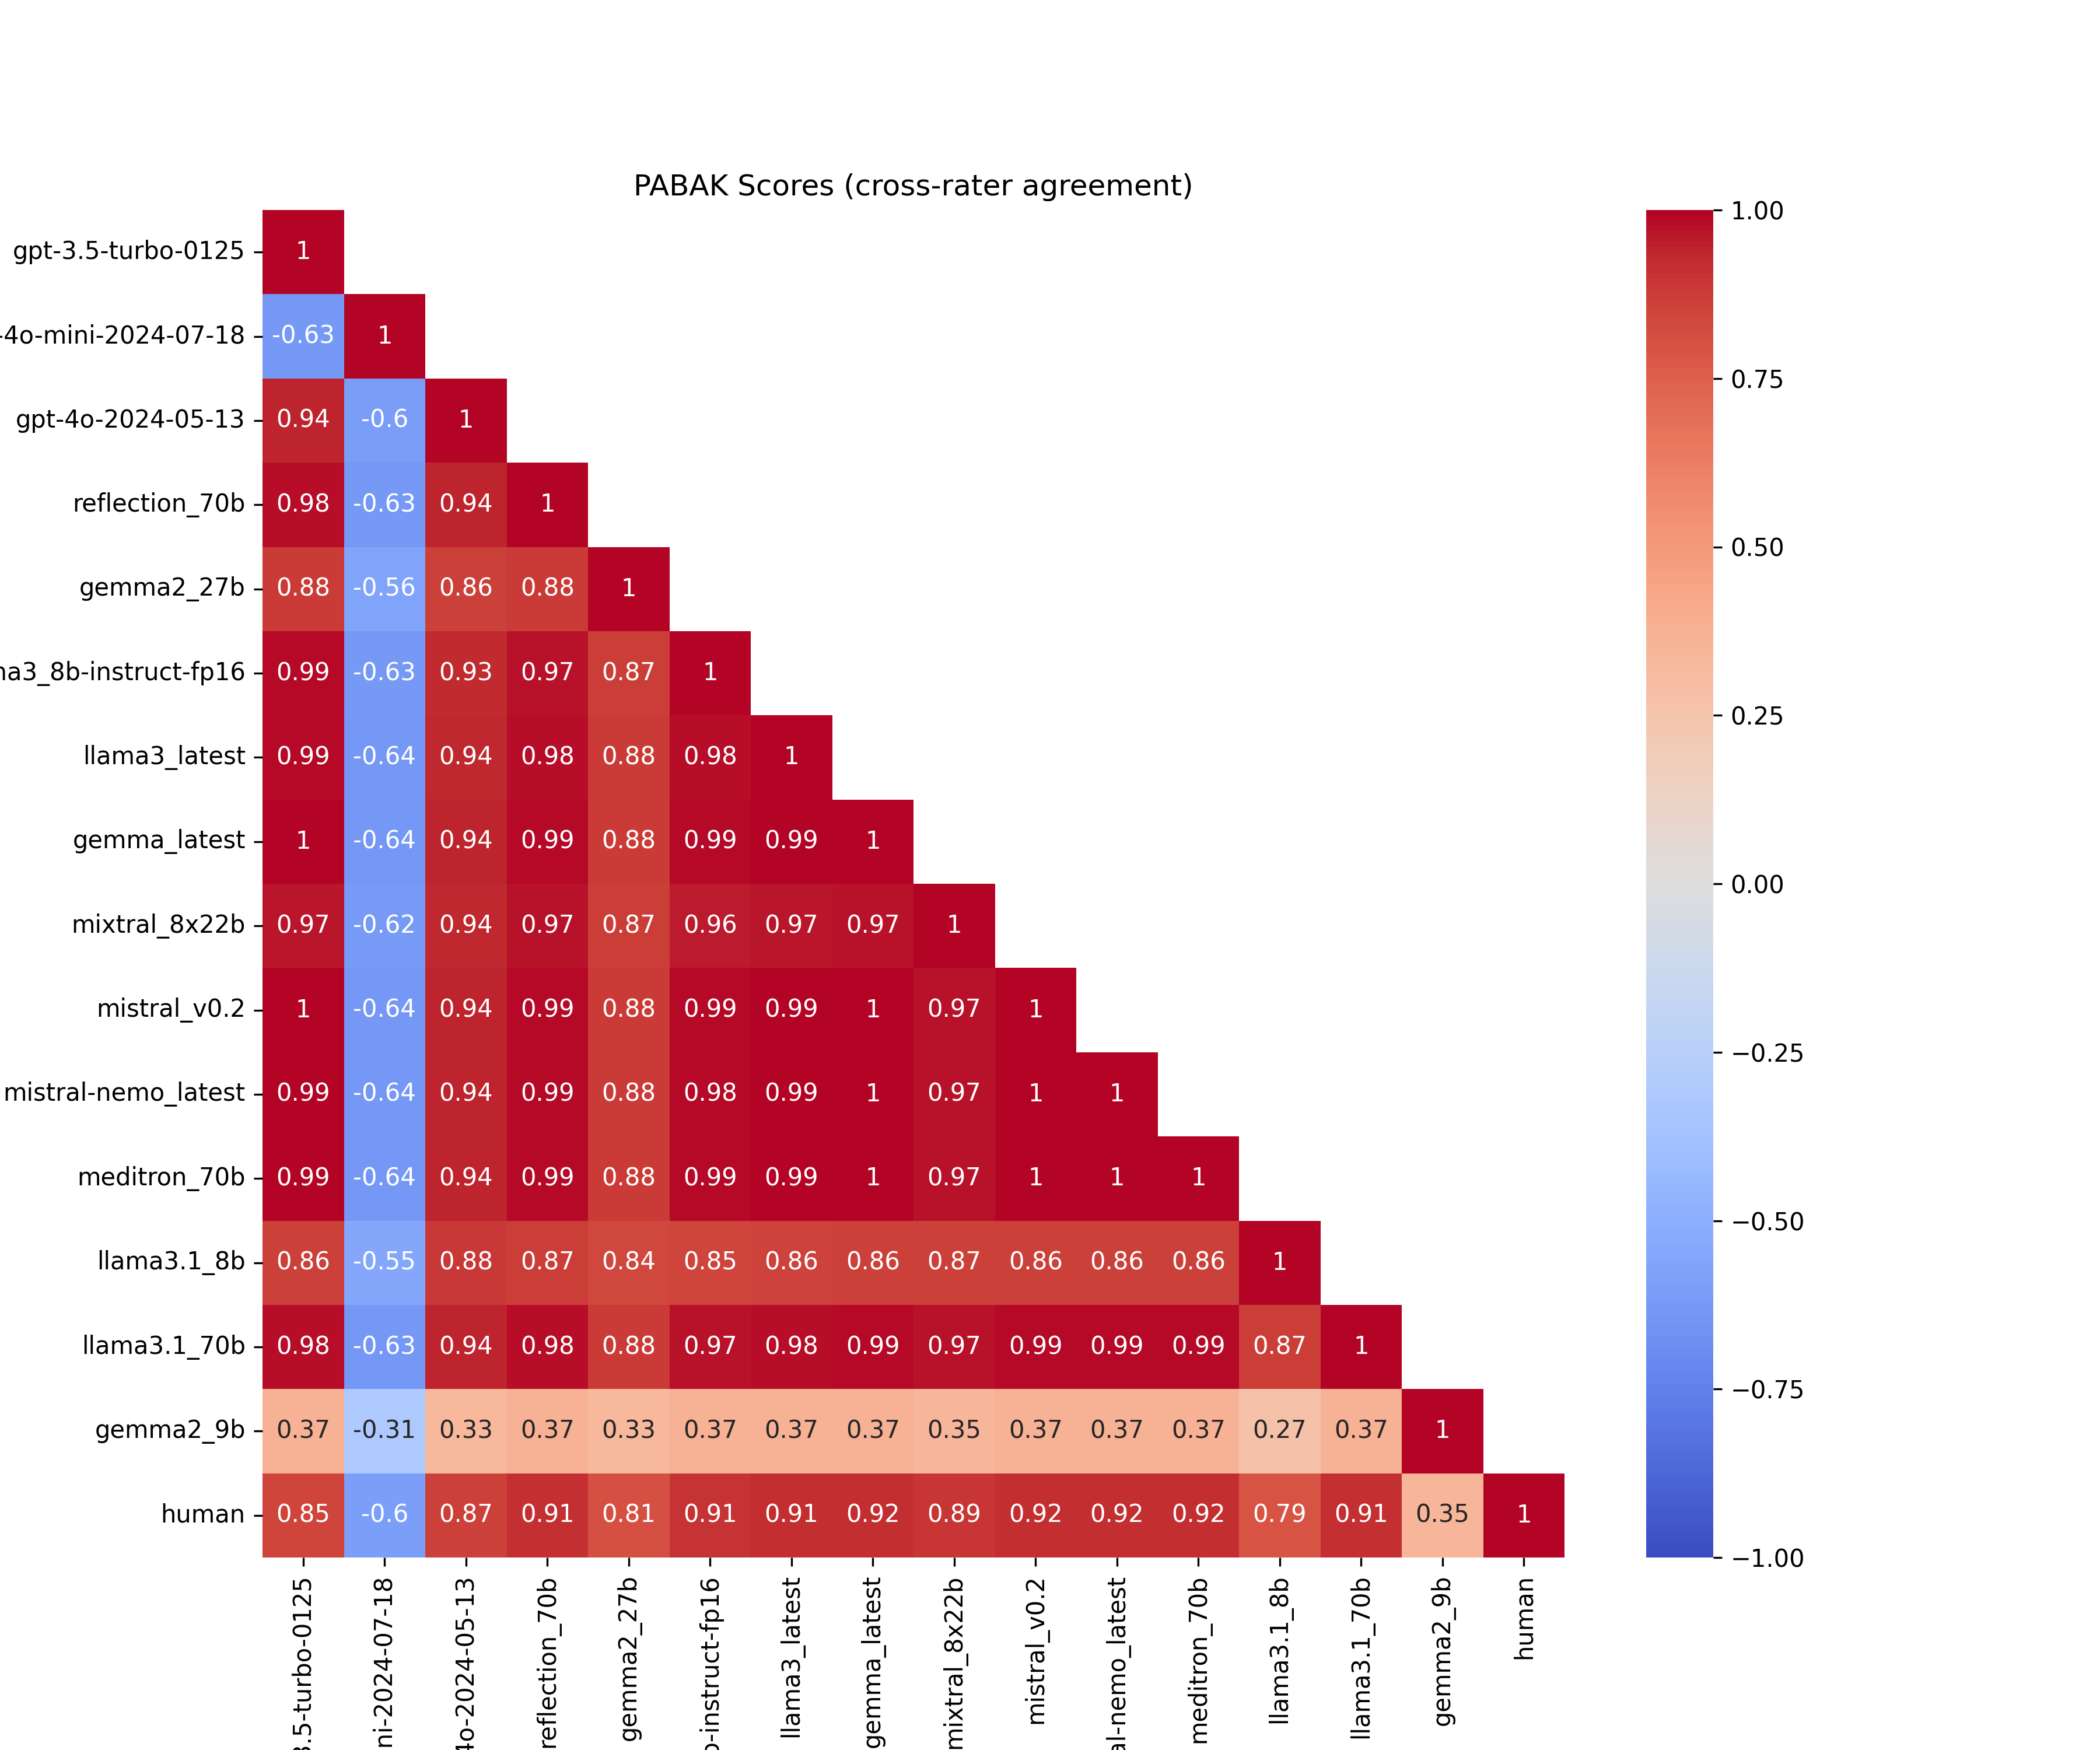 PABAK Scores (cross-rater agreement)
gpt-3.5-turbo-0125 1
-4o-mini-2024-07-18 -0.63 1
gpt-4o-2024-05-13 0.94 -0.6 1
reflection_70b 0.98 -0.63 0.94 1
gemma2_27b 0.88 -0.56 0.86 0.88 1
a3_8b-instruct-fp16 0.99 -0.63 0.93 0.97 0.87 1
llama3_latest 0.99 -0.64 0.94 0.98 0.88 0.98 1
gemma_latest 1 -0.64 0.94 0.99 0.88 0.99 0.99 1
mixtral_8x22b 0.97 -0.62 0.94 0.97 0.87 0.96 0.97 0.97 1
mistral_v0.2 1 -0.64 0.94 0.99 0.88 0.99 0.99 1 0.97 1
mistral-nemo_latest 0.99 -0.64 0.94 0.99 0.88 0.98 0.99 1 0.97 1 1
meditron_70b 0.99 -0.64 0.94 0.99 0.88 0.99 0.99 1 0.97 1 1 1
llama3.1_8b 0.86 -0.55 0.88 0.87 0.84 0.85 0.86 0.86 0.87 0.86 0.86 0.86 1
llama3.1_70b 0.98 -0.63 0.94 0.98 0.88 0.97 0.98 0.99 0.97 0.99 0.99 0.99 0.87 1
gemma2_9b 0.37 -0.31 0.33 0.37 0.33 0.37 0.37 0.37 0.35 0.37 0.37 0.37 0.27 0.37 1
human 0.85 -0.6 0.87 0.91 0.81 0.91 0.91 0.92 0.89 0.92 0.92 0.92 0.79 0.91 0.35 1
.5-turbo-0125
ni-2024-07-18
4o-2024-05-13
reflection_70b
gemma2_27b
-instruct-fp16
llama3_latest
gemma_latest
mixtral_8x22b
mistral_v0.2
al-nemo_latest
meditron_70b
llama3.1_8b
llama3.1_70b
gemma2_9b
human
1.00
0.75
0.50
0.25
0.00
−0.25
−0.50
−0.75
−1.00